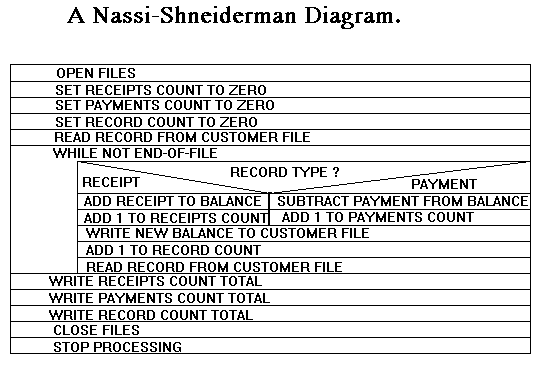 A Nassi-Shneiderman Diagram.
OPEN FILES
SET RECEIPTS COUNT TO ZERO
SET PAYMENTS COUNT TO ZERO
SET RECORD COUNT TO ZERO
READ RECORD FROM CUSTOMER FILE
WHILE NOT END-OF-FILE
RECORD TYPE ?
RECEIPT PAYMENT
ADD RECEIPT TO BALANCE SUBTRACT PAYMENT FROM BALANCE
ADD 1 TO RECEIPTS COUNT ADD 1 TO PAYMENTS COUNT
WRITE NEW BALANCE TO CUSTOMER FILE
ADD 1 TO RECORD COUNT
READ RECORD FROM CUSTOMER FILE
WRITE RECEIPTS COUNT TOTAL
WRITE PAYMENTS COUNT TOTAL
WRITE RECORD COUNT TOTAL
CLOSE FILES
STOP PROCESSING